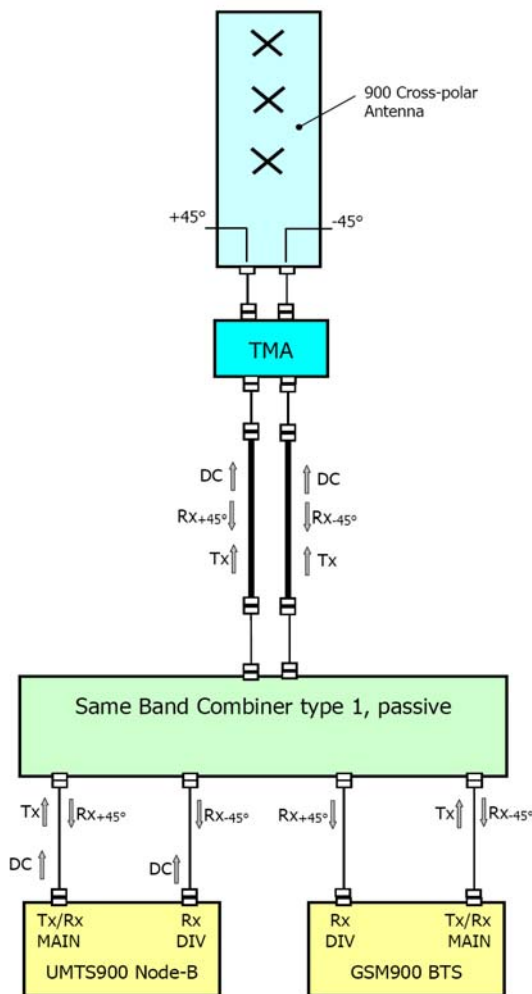 900 Cross-polar
Antenna
+45° -45°
TMA
DC DC
Rx+45° Rx-45°
Tx Tx
Same Band Combiner type 1, passive
Tx Rx+45° Rx-45° Rx+45° Tx Rx-45°
DC DC
Tx/Rx
MAIN
Rx
DIV
UMTS900 Node-B
Rx
DIV
Tx/Rx
MAIN
GSM900 BTS